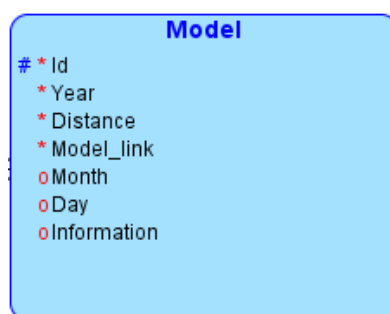 Model
# * Id
* Year
* Distance
* Model_link
o Month
o Day
o Information